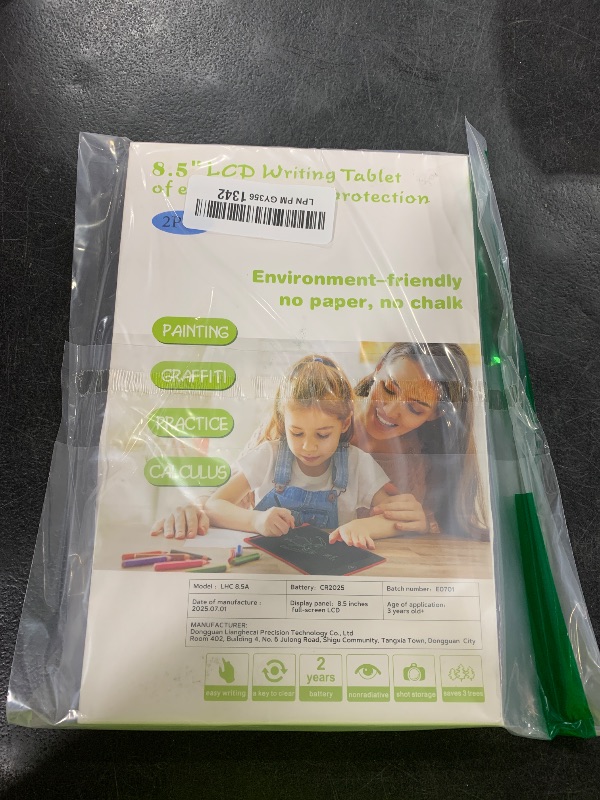 8.5" LCD Writing Tablet
of e protection
LPN PM GY356 1342
2P
Environment-friendly
no paper, no chalk
PAINTING
GRAFFITI
PRACTICE
CALCULUS
Model: LHC 8.5A Battery: CR2025 Batch number: E0701
Date of manufacture: 2025.07.01 Display panel: 8.5 inches full-screen LCD Age of application: 3 years old+
MANUFACTURER:
Dongguan Lianghecai Precision Technology Co., Ltd
Room 402, Building 4, No. 6 Julong Road, Shigu Community, Tangxia Town, Dongguan City
2 years
easy writing a key to clear battery nonradiative shot storage saves 3 trees